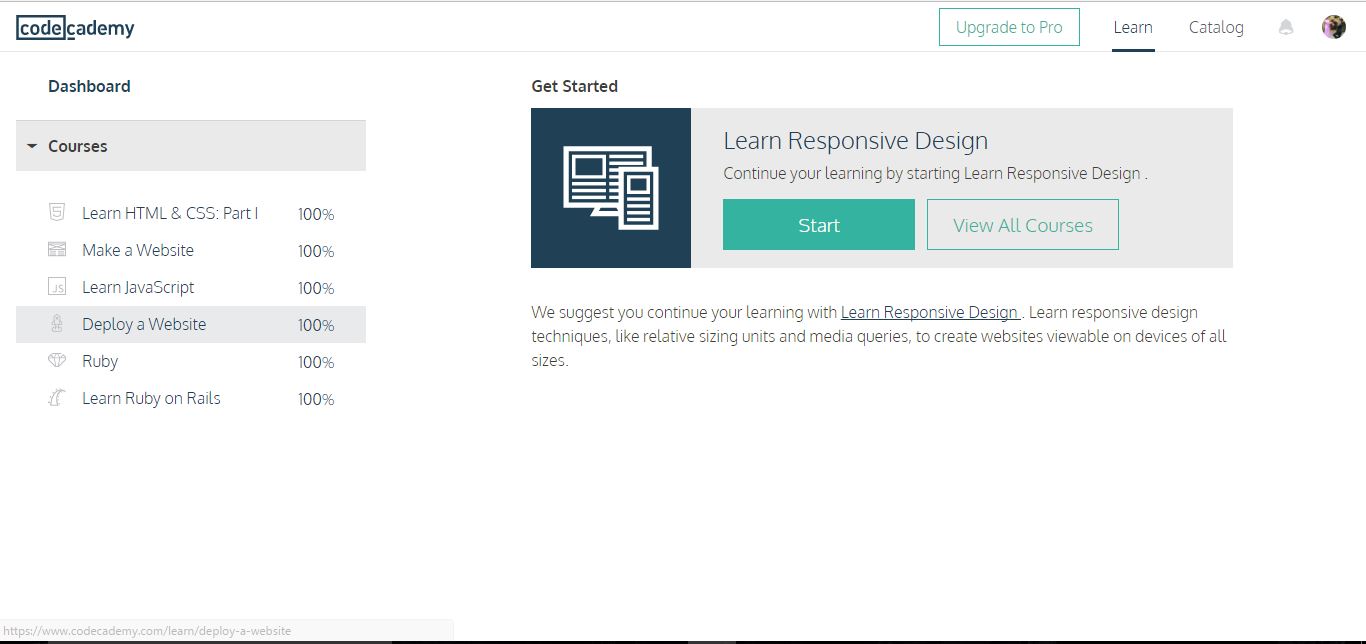 codecademy
Upgrade to Pro
Learn
Catalog
Dashboard
Courses
Learn HTML & CSS: Part I 100%
Make a Website 100%
JS Learn JavaScript 100%
Deploy a Website 100%
Ruby 100%
Learn Ruby on Rails 100%
Get Started
Learn Responsive Design
Continue your learning by starting Learn Responsive Design .
Start
View All Courses
We suggest you continue your learning with Learn Responsive Design . Learn responsive design
techniques, like relative sizing units and media queries, to create websites viewable on devices of all
sizes.
https://www.codecademy.com/learn/deploy-a-website